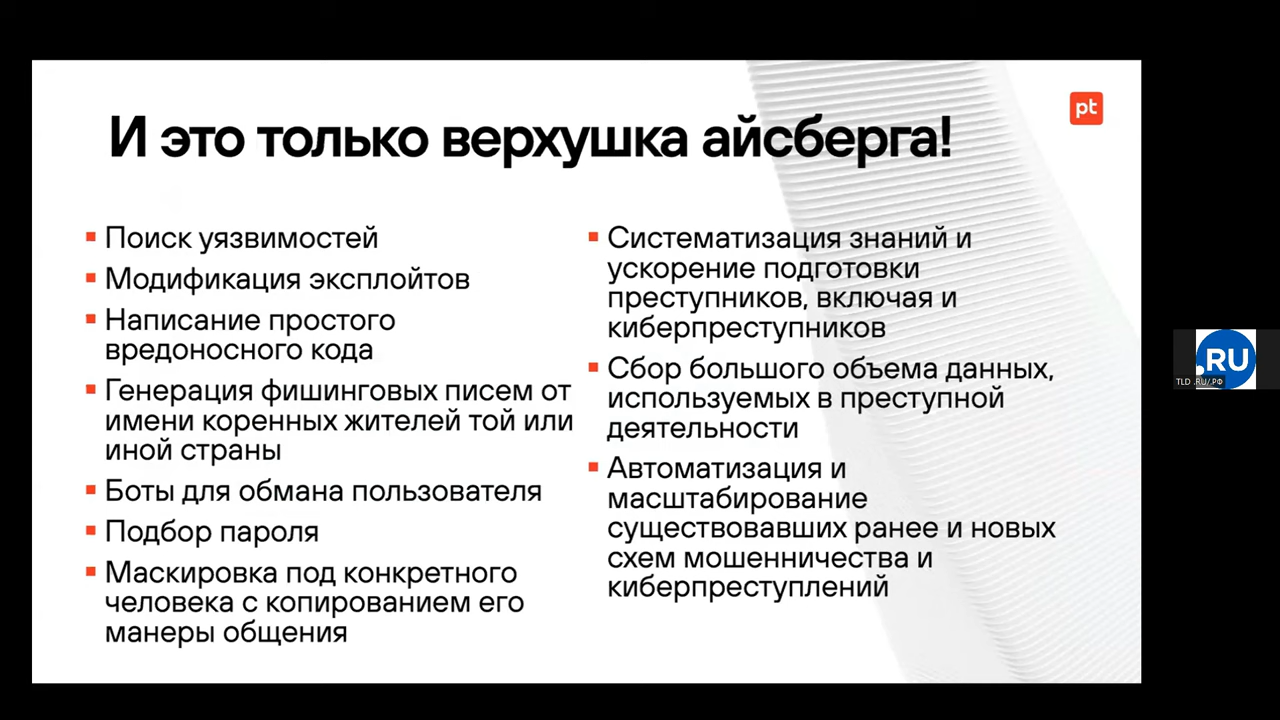 И это только верхушка айсберга!
pt
Поиск уязвимостей
Модификация эксплойтов
Написание простого
вредоносного кода
Генерация фишинговых писем от
имени коренных жителей той или
иной страны
Боты для обмана пользователя
Подбор пароля
Маскировка под конкретного
человека с копированием его
манеры общения
Систематизация знаний и
ускорение подготовки
преступников, включая и
киберпреступников
Сбор большого объема данных,
используемых в преступной
деятельности
Автоматизация и
масштабирование
существовавших ранее и новых
схем мошенничества и
киберпреступлений
.RU
TLD .RU/.РФ